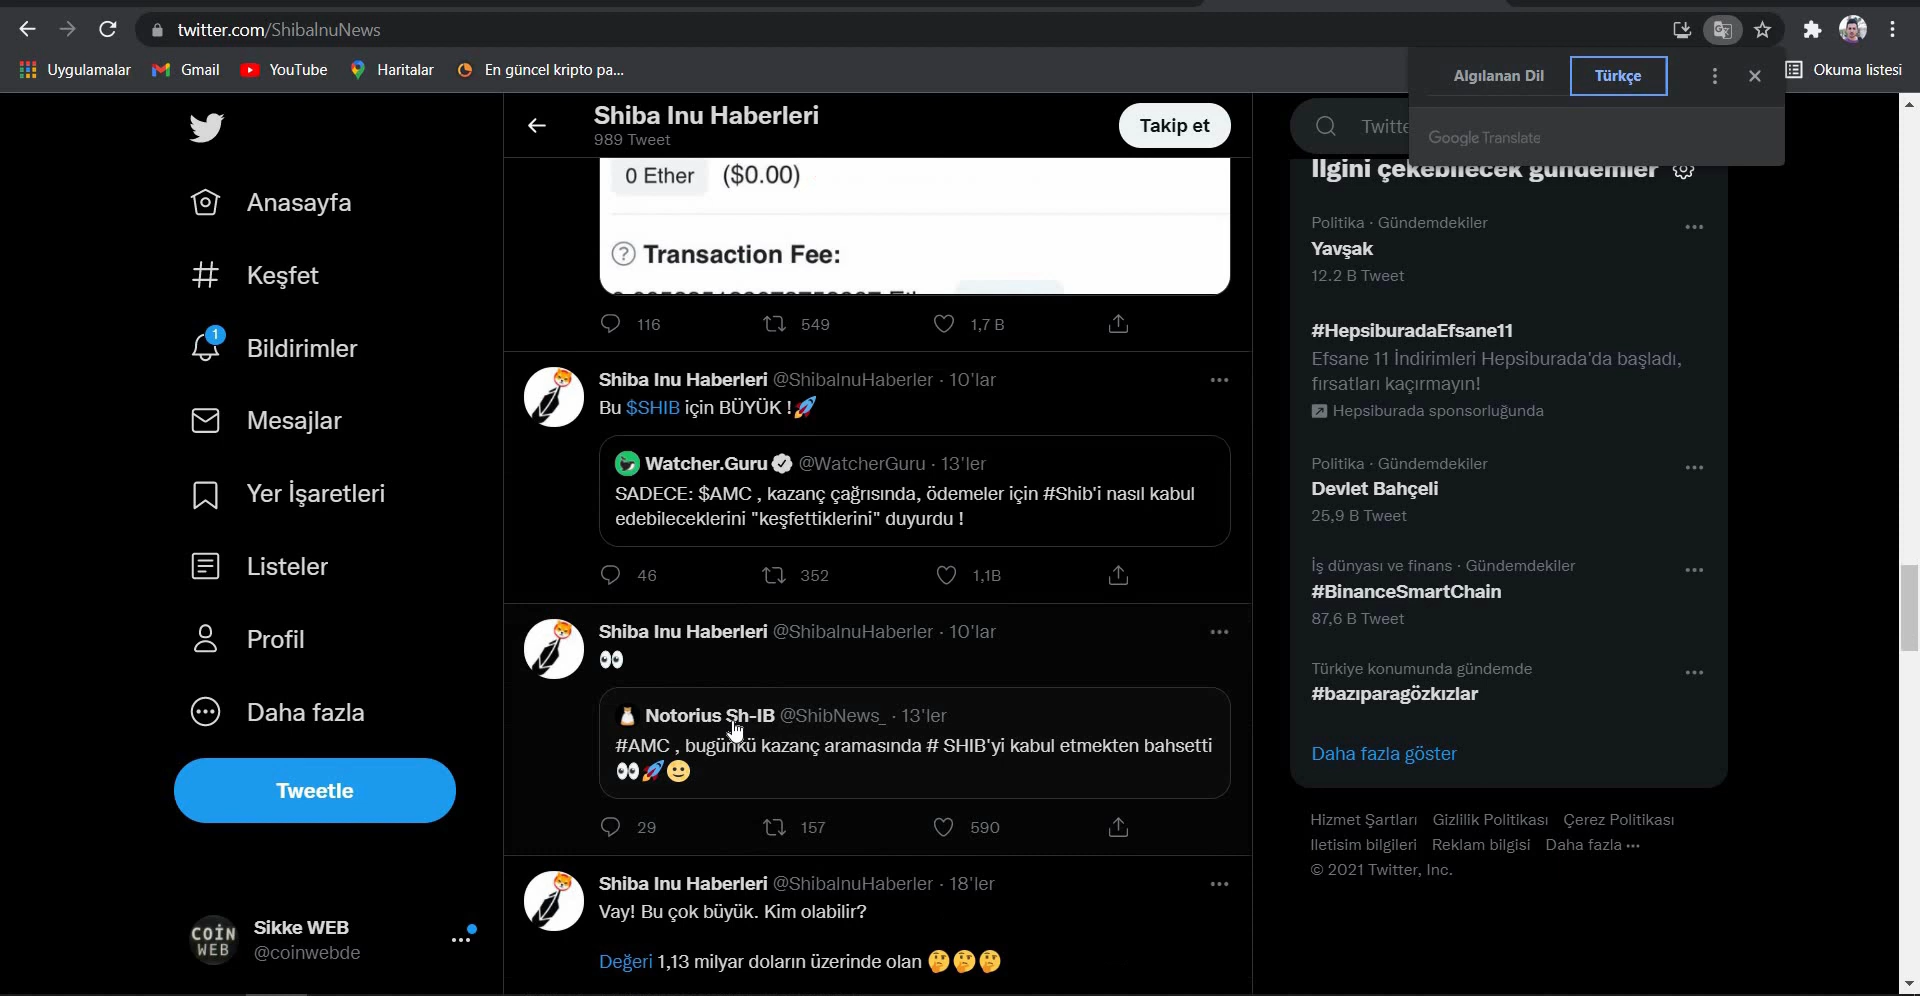 twitter.com/ShibaInuNews
Uygulamalar
Gmail
YouTube
Haritalar
En güncel kripto pa...
Okuma listesi
Algılanan Dil
Türkçe
Google Translate
Anasayfa
Keşfet
1
Bildirimler
Mesajlar
Yer İşaretleri
Listeler
Profil
Daha fazla
Tweetle
COİN
WEB
Sikke WEB
@coinwebde
Shiba Inu Haberleri
989 Tweet
Takip et
0 Ether ($0.00)
Transaction Fee:
116 549 1,7 B
Shiba Inu Haberleri @ShibaInuHaberler · 10'lar
Bu $SHIB için BÜYÜK !🚀
Watcher.Guru @WatcherGuru · 13'ler
SADECE: $AMC , kazanç çağrısında, ödemeler için #Shib'i nasıl kabul
edebileceklerini "keşfettiklerini" duyurdu !
46 352 1,1B
Shiba Inu Haberleri @ShibaInuHaberler · 10'lar
👀
Notorius Sh-IB @ShibNews_ · 13'ler
#AMC , bugünkü kazanç aramasında # SHIB'yi kabul etmekten bahsetti
👀🚀🙂
29 157 590
Shiba Inu Haberleri @ShibaInuHaberler · 18'ler
Vay! Bu çok büyük. Kim olabilir?
Değeri 1,13 milyar doların üzerinde olan 🤔🤔🤔
Twitte
İlgini çekebilecek gündemler
Politika · Gündemdekiler
Yavşak
12.2 B Tweet
#HepsiburadaEfsane11
Efsane 11 İndirimleri Hepsiburada'da başladı,
fırsatları kaçırmayın!
Hepsiburada sponsorluğunda
Politika · Gündemdekiler
Devlet Bahçeli
25,9 B Tweet
İş dünyası ve finans · Gündemdekiler
#BinanceSmartChain
87,6 B Tweet
Türkiye konumunda gündemde
#bazıparagözkızlar
Daha fazla göster
Hizmet Şartları Gizlilik Politikası Çerez Politikası
Iletisim bilgileri Reklam bilgisi Daha fazla ···
© 2021 Twitter, Inc.